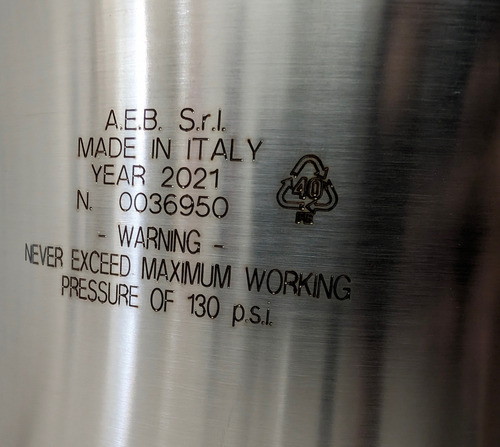 A.E.B. S.r.l.
MADE IN ITALY
YEAR 2021
N. 0036950
40
- WARNING -
NEVER EXCEED MAXIMUM WORKING
PRESSURE OF 130 p.s.i.